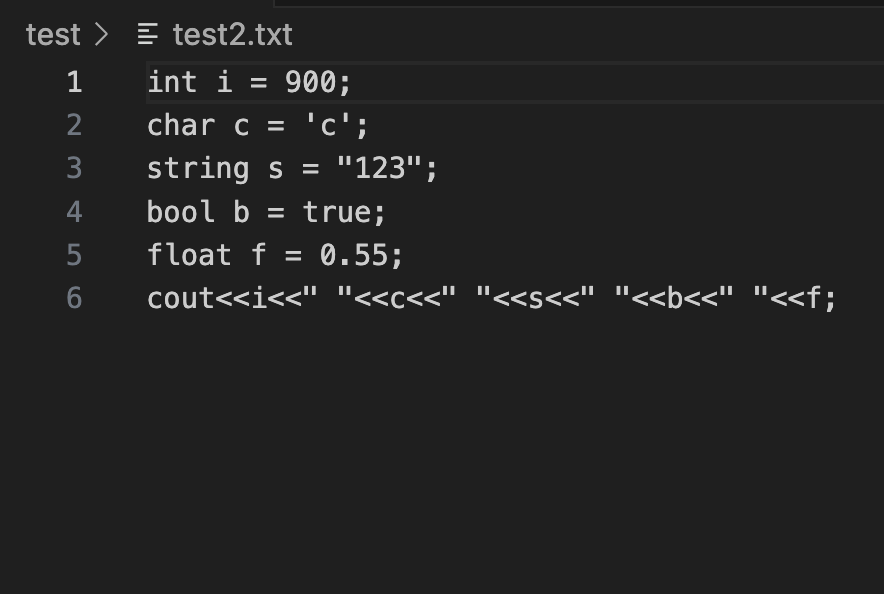 test > test2.txt
1 int i = 900;
2 char c = 'c';
3 string s = "123";
4 bool b = true;
5 float f = 0.55;
6 cout<<i<<" "<<c<<" "<<s<<" "<<b<<" "<<f;